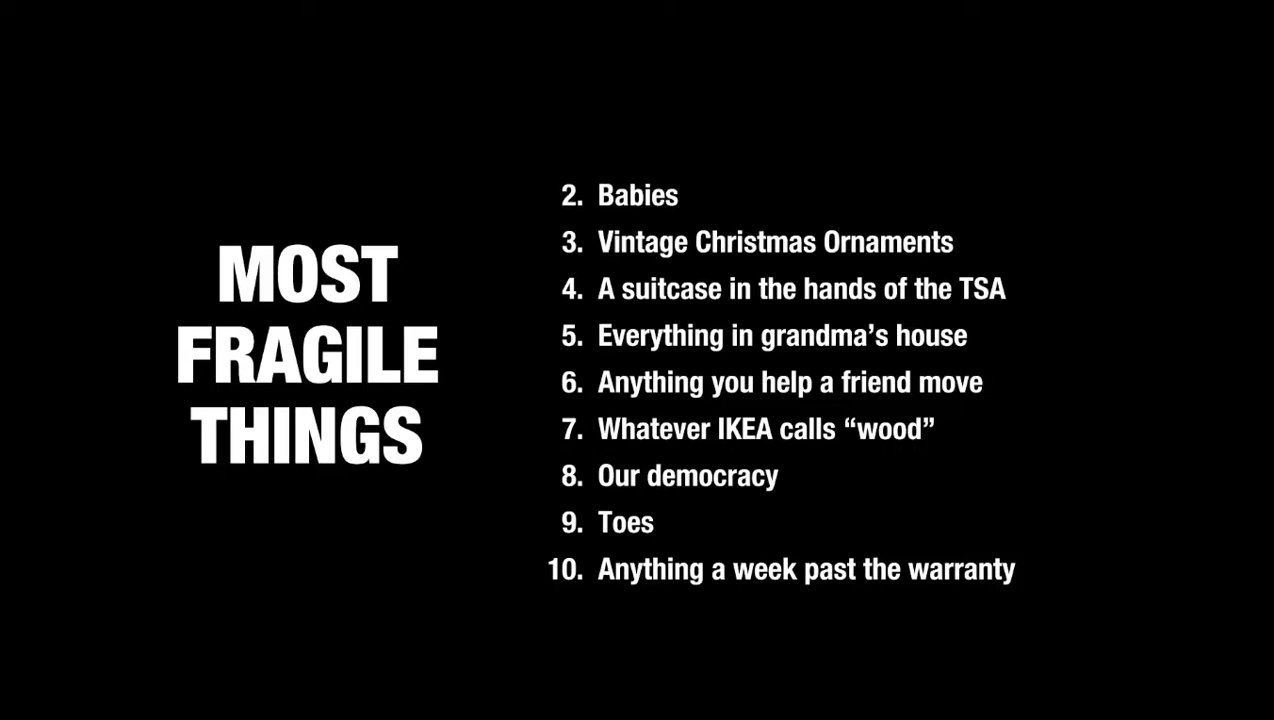 MOST
FRAGILE
THINGS
2. Babies
3. Vintage Christmas Ornaments
4. A suitcase in the hands of the TSA
5. Everything in grandma’s house
6. Anything you help a friend move
7. Whatever IKEA calls “wood”
8. Our democracy
9. Toes
10. Anything a week past the warranty